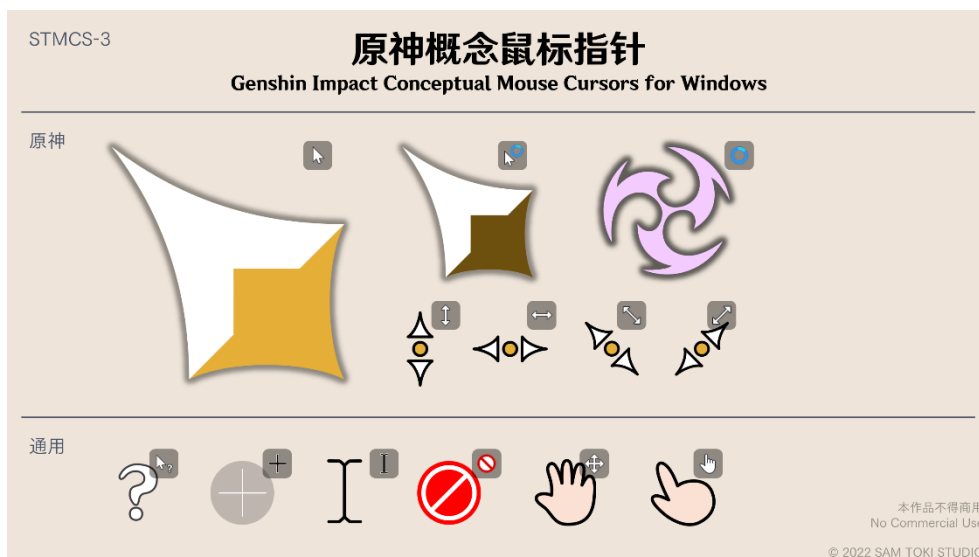 STMCS-3
原神概念鼠标指针
Genshin Impact Conceptual Mouse Cursors for Windows
原神
通用
本作品不得商用
No Commercial Use
© 2022 SAM TOKI STUDIO